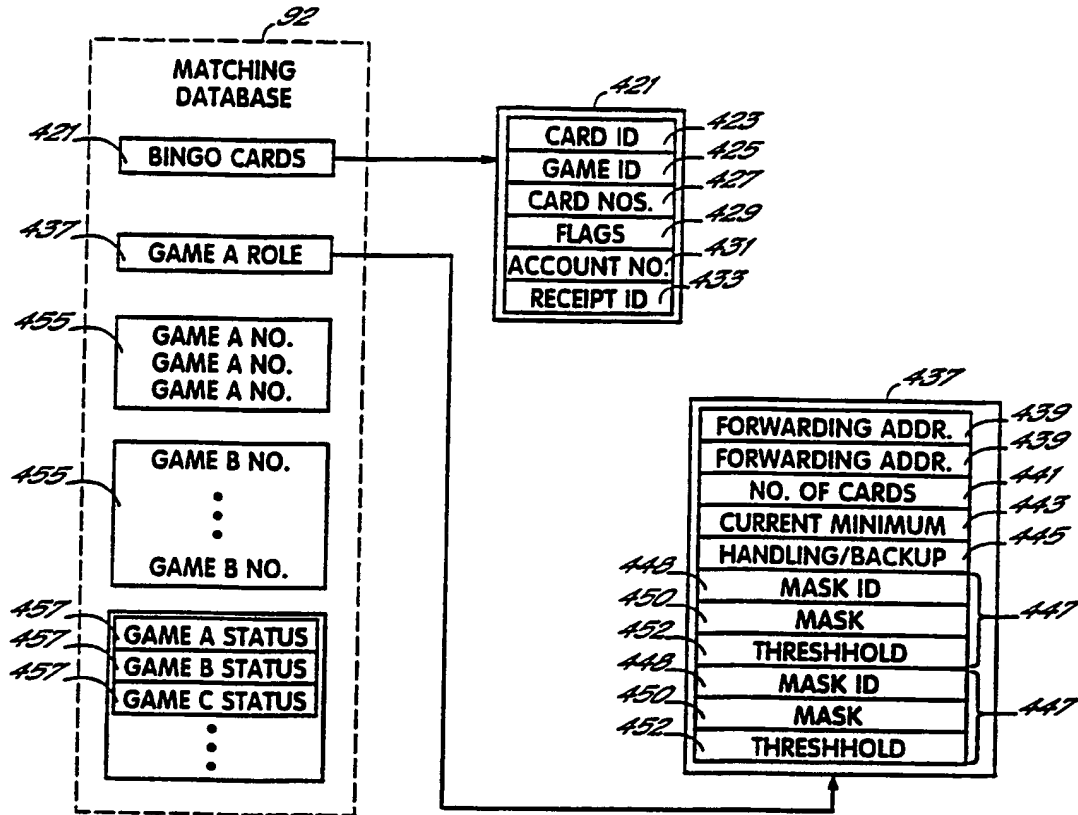 92
MATCHING
DATABASE
421
BINGO CARDS
437
GAME A ROLE
455
GAME A NO.
GAME A NO.
GAME A NO.
455
GAME B NO.
GAME B NO.
457
GAME A STATUS
457
GAME B STATUS
457
GAME C STATUS
421
CARD ID 423
GAME ID 425
CARD NOS. 427
FLAGS 429
ACCOUNT NO. 431
RECEIPT ID 433
437
FORWARDING ADDR. 439
FORWARDING ADDR. 439
NO. OF CARDS 441
CURRENT MINIMUM 443
HANDLING/BACKUP 445
448 MASK ID
450 MASK 447
452 THRESHHOLD
448 MASK ID
450 MASK 447
452 THRESHHOLD